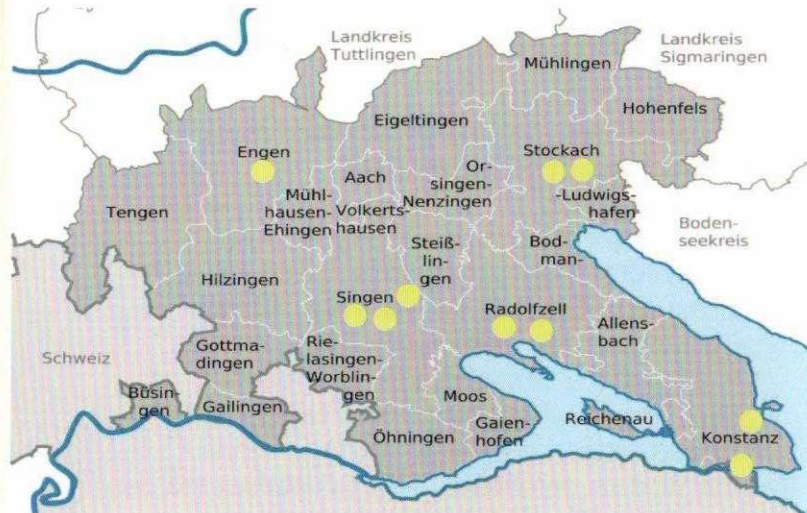 Landkreis
Tuttlingen
Landkreis
Sigmaringen
Mühlingen
Hohenfels
Eigeltingen
Engen
Stockach
Aach
Or-
singen-
Nenzingen
Tengen
Mühl-
hausen-
Ehingen
Volkerts-
hausen
-Ludwigs-
hafen
Boden-
seekreis
Steiß-
lin-
gen
Bod-
man-
Hilzingen
Singen
Radolfzell
Allens-
bach
Schweiz
Gottma-
dingen
Rie-
lasingen-
Worblin-
gen
Büsin-
gen
Gailingen
Moos
Öhningen
Gaien-
hofen
Reichenau
Konstanz